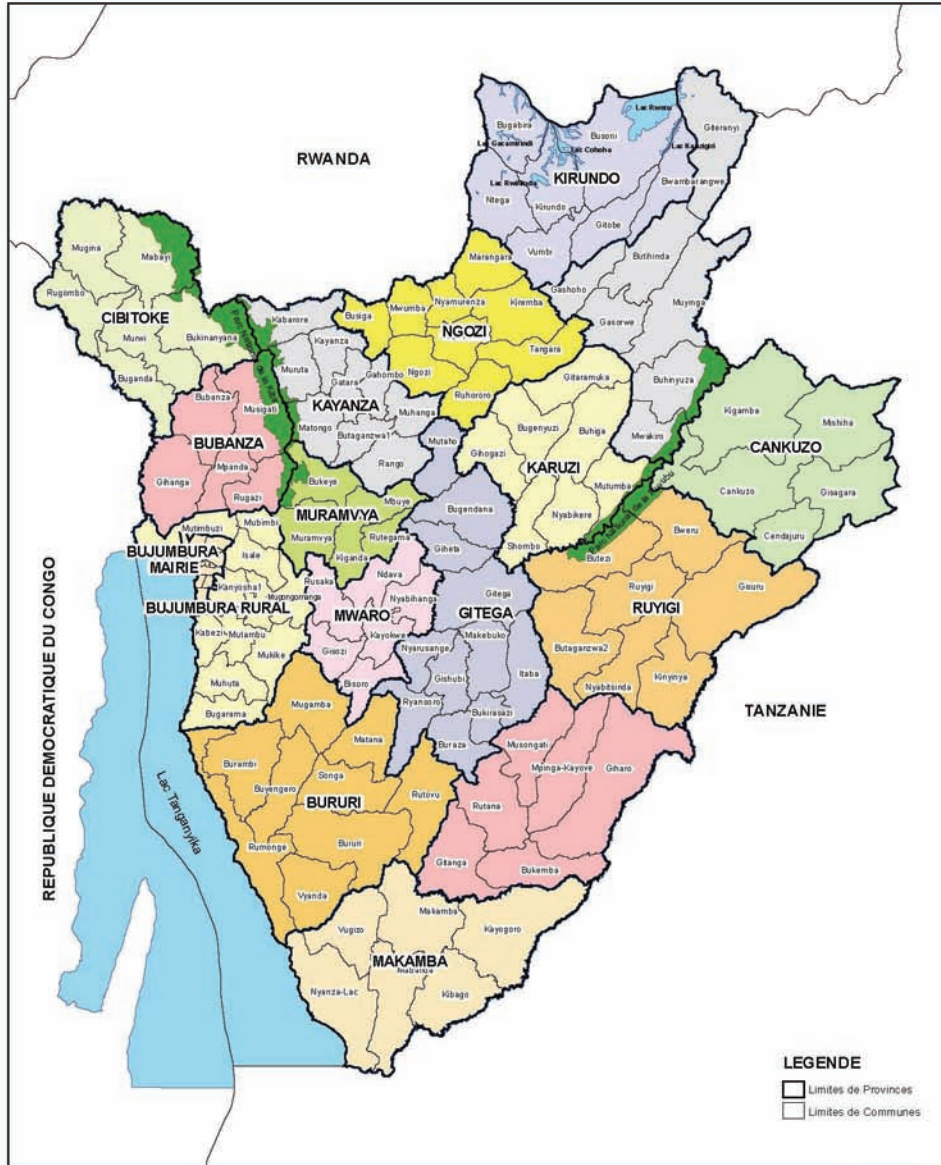 RWANDA
Lac Rweru
Bugabira
Busoni
Giteranyi
Lac Cohoha
KIRUNDO
Bwambarangwe
Ntega
Kirundo
Gitobe
Vumbi
Mugina
Mabayi
Marangara
Butihinda
Gashoho
Muyinga
Rugombo
CIBITOKE
Kabarore
Busiga
Mwumba
Nyamurenza
Kiremba
Gasorwe
NGOZI
Murwi
Bukinanyana
Kayanza
Tangara
Muruta
Gatara
Gahombo
Ngozi
Buganda
Gitaramuka
Buhinyuza
Bubanza
Musigati
KAYANZA
Muhanga
Ruhororo
Kigamba
Mishiha
Matongo
Butaganzwa1
Bugenyuzi
Buhiga
Mwakiro
BUBANZA
Mutaho
Gihogazi
CANKUZO
Mpanda
Rango
KARUZI
Gihanga
Bukeye
Mutumba
Cankuzo
Gisagara
Rugazi
Mbuye
Bugendana
Nyabikere
MURAMVYA
Mutimbuzi
Mubimbi
Muramvya
Rutegama
Shombo
Bweru
Cendajuru
BUJUMBURA
MAIRIE
Isale
Kiganda
Giheta
Butezi
Rusaka
Ndava
Kanyosha1
Mugongomanga
Nyabihanga
Gitega
Ruyigi
Gisuru
BUJUMBURA RURAL
MWARO
GITEGA
RUYIGI
Kabezi
Mutambu
Kayokwe
Nyarusange
Makebuko
Butaganzwa2
Mukike
Gisozi
Gishubi
Itaba
Kinyinya
Muhuta
Bisoro
Ryansoro
Nyabitsinda
Bugarama
Mugamba
Bukirasazi
TANZANIE
Matana
Buraza
Musongati
Burambi
Songa
Mpinga-Kayove
Giharo
Buyengero
Rutovu
BURURI
Rutana
Rumonge
Bururi
Gitanga
Bukemba
Vyanda
Makamba
Vugizo
Kayogoro
MAKAMBA
Mabanda
Nyanza-Lac
Kibago
REPUBLIQUE DEMOCRATIQUE DU CONGO
Lac Tanganyika
LEGENDE
Limites de Provinces
Limites de Communes